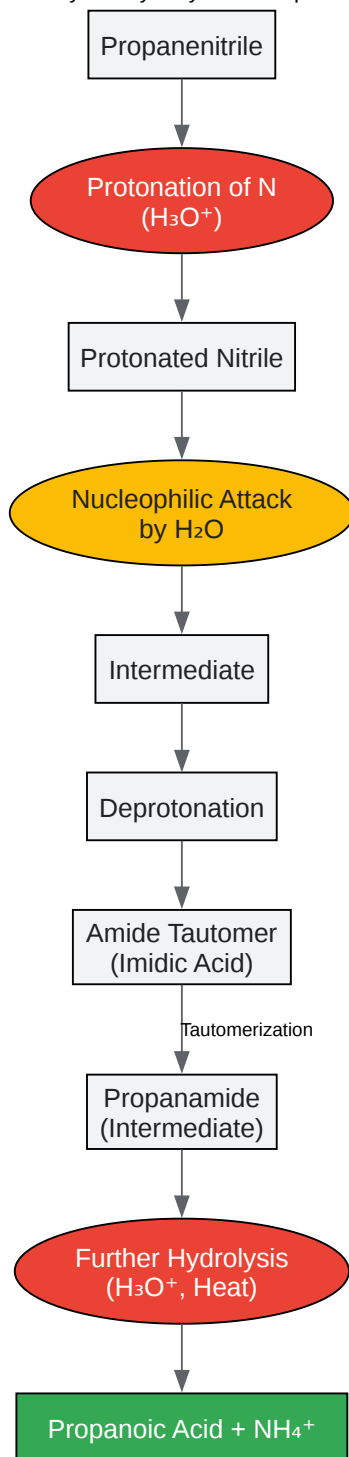 Propanenitrile
Protonation of N
(H₃O⁺)
Protonated Nitrile
Nucleophilic Attack
by H₂O
Intermediate
Deprotonation
Amide Tautomer
(Imidic Acid)
Tautomerization
Propanamide
(Intermediate)
Further Hydrolysis
(H₃O⁺, Heat)
Propanoic Acid + NH₄⁺